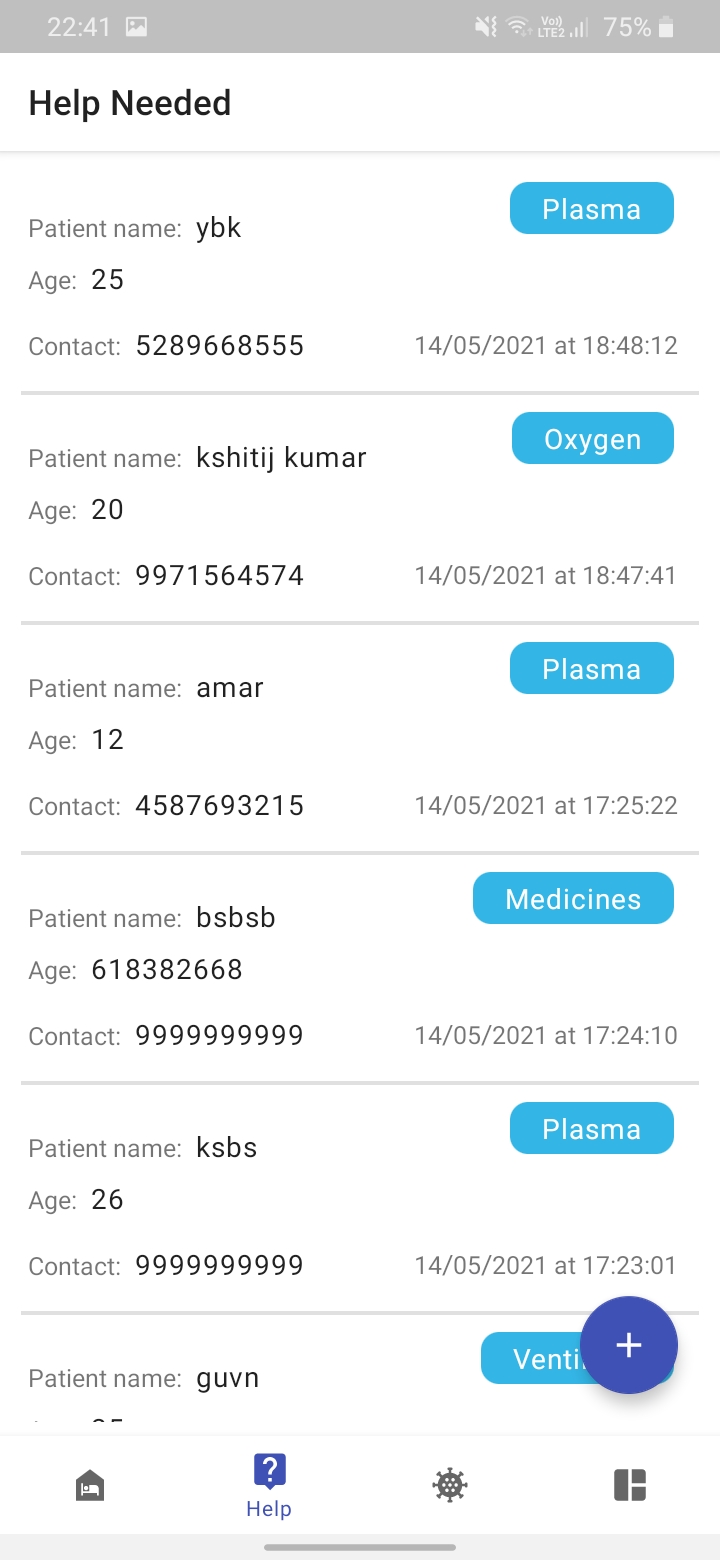 22:41 Vo)) LTE2 75%
Help Needed
Plasma
Patient name: ybk
Age: 25
Contact: 5289668555 14/05/2021 at 18:48:12
Oxygen
Patient name: kshitij kumar
Age: 20
Contact: 9971564574 14/05/2021 at 18:47:41
Plasma
Patient name: amar
Age: 12
Contact: 4587693215 14/05/2021 at 17:25:22
Medicines
Patient name: bsbsb
Age: 618382668
Contact: 9999999999 14/05/2021 at 17:24:10
Plasma
Patient name: ksbs
Age: 26
Contact: 9999999999 14/05/2021 at 17:23:01
Patient name: guvn
Help